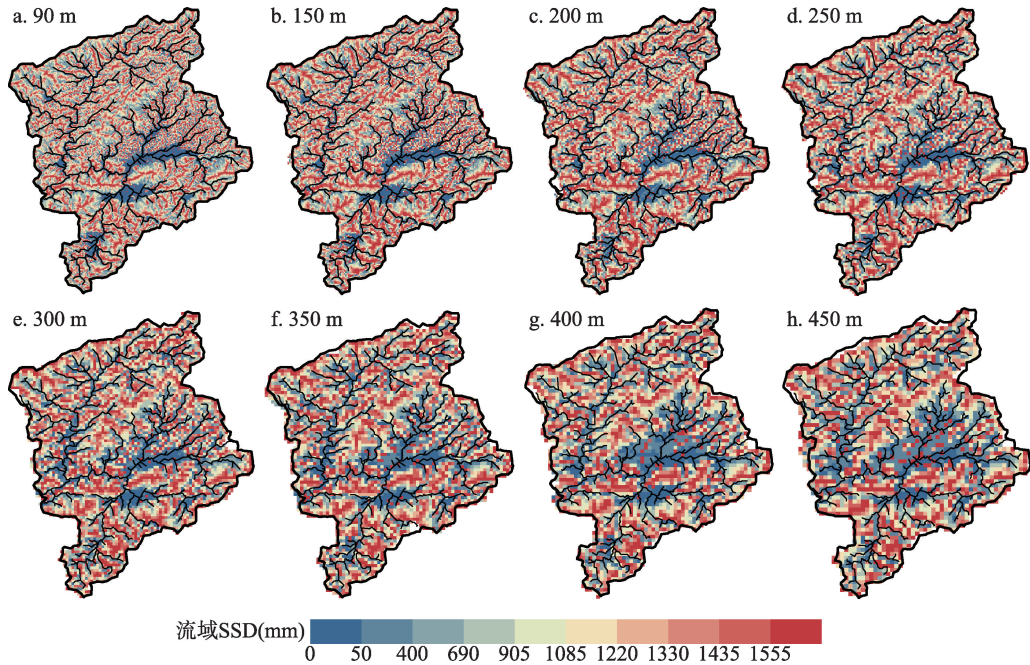 a. 90 m
b. 150 m
c. 200 m
d. 250 m
e. 300 m
f. 350 m
g. 400 m
h. 450 m
流域SSD(mm)
0 50 400 690 905 1085 1220 1330 1435 1555